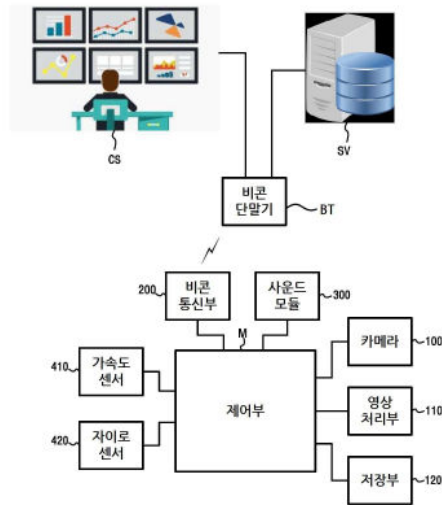 CS
SV
비콘
단말기
BT
200
비콘
통신부
사운드
모듈
300
M
410
가속도
센서
카메라
100
제어부
영상
처리부
110
420
자이로
센서
저장부
120